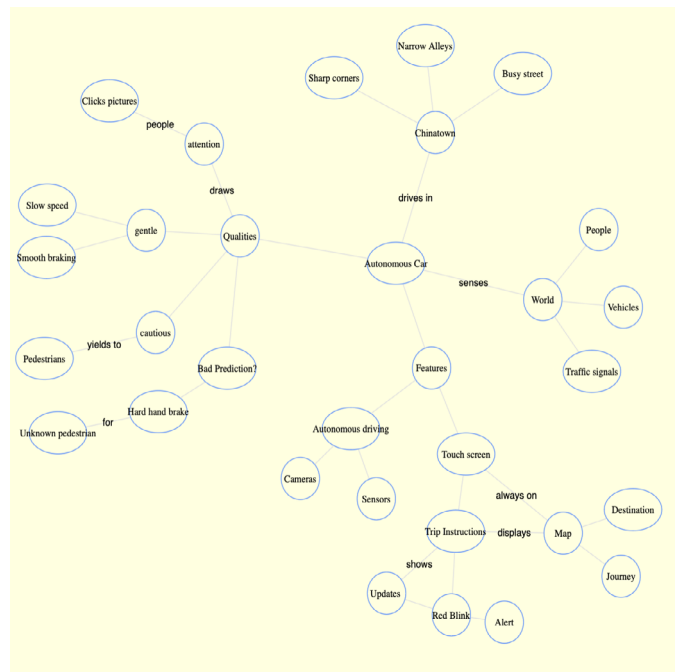 Narrow Alleys
Sharp corners
Busy street
Clicks pictures
people
Chinatown
attention
draws
drives in
Slow speed
gentle
Qualities
People
Smooth braking
Autonomous Car
senses
World
Vehicles
cautious
yields to
Pedestrians
Bad Prediction?
Features
Traffic signals
Hard hand brake
for
Unknown pedestrian
Autonomous driving
Touch screen
Cameras
Sensors
always on
Destination
Trip Instructions
displays
Map
shows
Journey
Updates
Red Blink
Alert